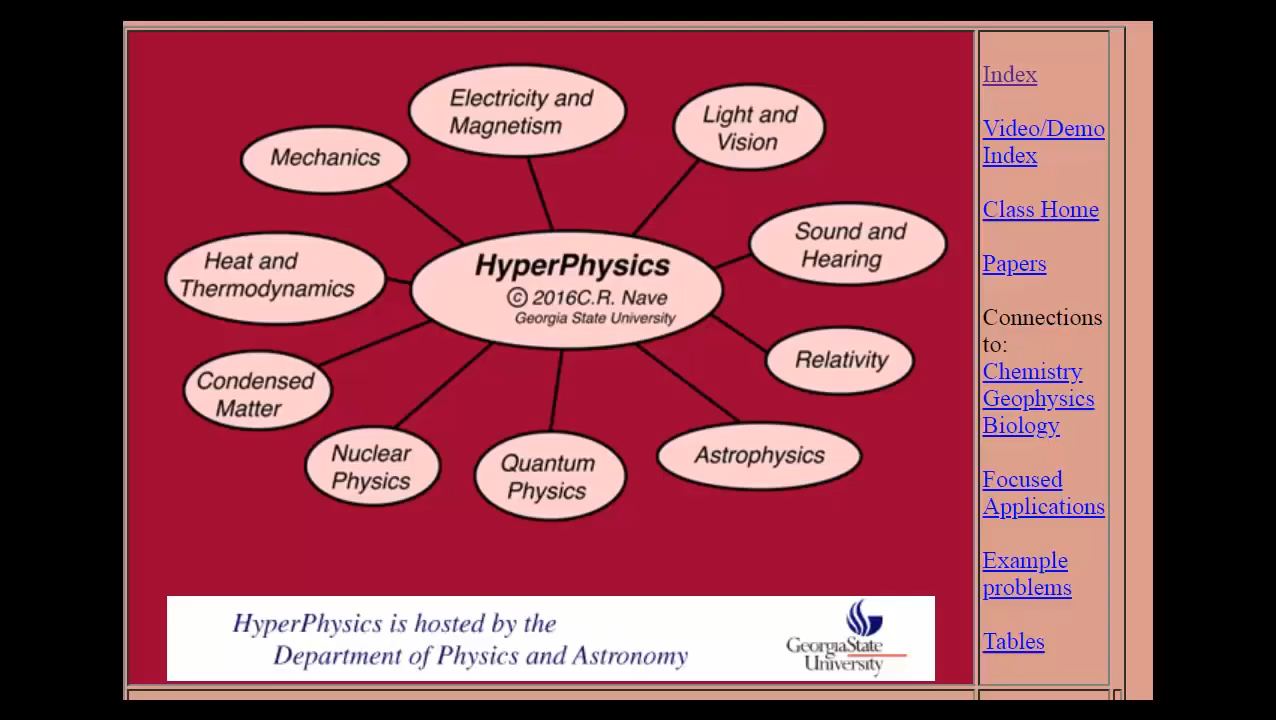 Electricity and
Magnetism
Light and
Vision
Mechanics
Sound and
Hearing
Heat and
Thermodynamics
HyperPhysics
© 2016C.R. Nave
Georgia State University
Relativity
Condensed
Matter
Nuclear
Physics
Quantum
Physics
Astrophysics
HyperPhysics is hosted by the
Department of Physics and Astronomy
GeorgiaState
University
Index
Video/Demo
Index
Class Home
Papers
Connections
to:
Chemistry
Geophysics
Biology
Focused
Applications
Example
problems
Tables